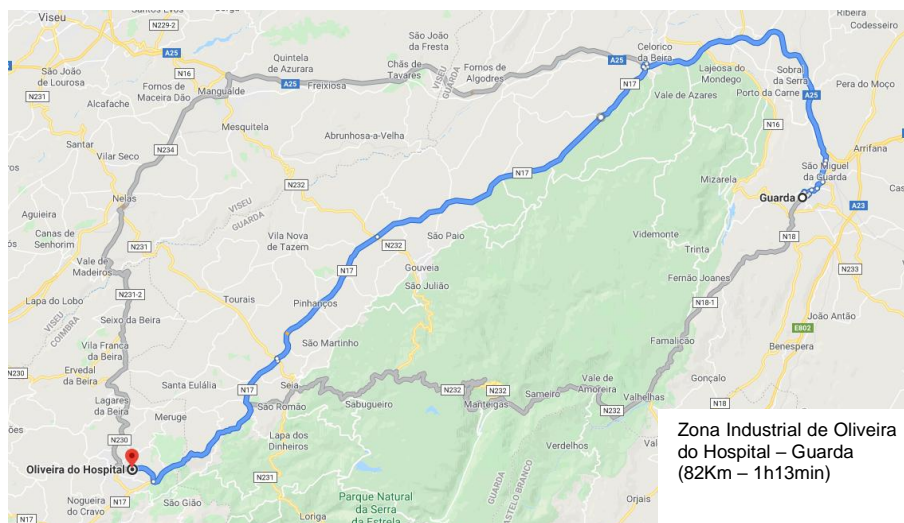 Viseu
Ribeira
Codesseiro
N229-2
São João
da Fresta
Celorico
da Beira
A25
Quintela
de Azurara
Chãs de
Tavares
Fornos de
Algodres
A25
N17
Lajeosa do
Mondego
Sobral
da Serra
São João
de Lourosa
N16
Freixiosa
A25
VISEU
GUARDA
Pera do Moço
Fornos de
Maceira Dão
Mangualde
Vale de Azares
Porto da Carne
A25
N231
Alcafache
N16
Mesquitela
Abrunhosa-a-Velha
Santar
N234
Arrifana
Vilar Seco
N17
São Miguel
da Guarda
Mizarela
N232
Nelas
VISEU
GUARDA
Guarda
A23
Aguieira
N18
Canas de
Senhorim
N231
Vila Nova
de Tazem
N232
São Paio
Videmonte
Trinta
Vale de
Madeiros
N17
Gouveia
Fernão Joanes
N233
Lapa do Lobo
N231-2
Tourais
Pinhanços
São Julião
N18-1
Seixo da Beira
João Antão
VISEU
COIMBRA
E802
Vila Franca
da Beira
São Martinho
Famalicão
Benespera
N230
Ervedal
da Beira
Santa Eulália
Seia
Vale de
Amoreira
Gonçalo
N17
N232
N232
Sameiro
Valhelhas
N18
Lagares
da Beira
São Romão
Sabugueiro
Manteigas
N232
Meruge
N230
Lapa dos
Dinheiros
Verdelhos
Oliveira do Hospital
N231
Nogueira
do Cravo
N17
São Gião
Parque Natural
da Serra
da Estrela
GUARDA
CASTELO BRANCO
Orjais
Loriga
Zona Industrial de Oliveira
do Hospital – Guarda
(82Km – 1h13min)